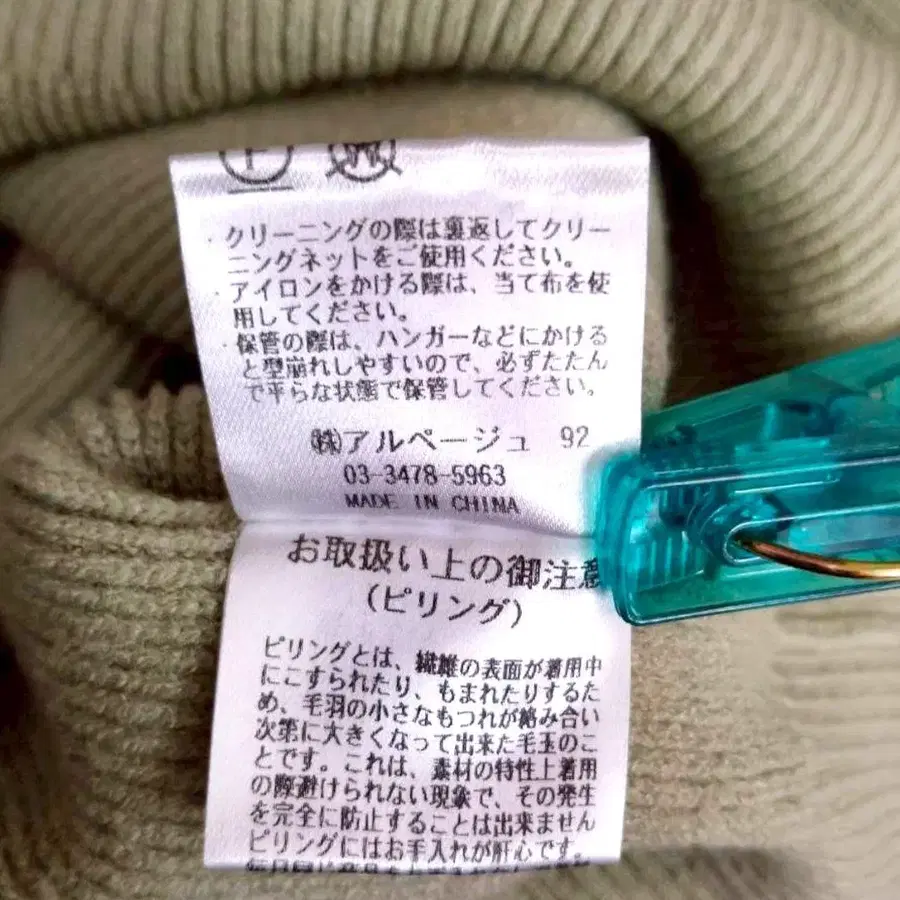 ・クリーニングの際は裏返してクリー
ニングネットをご使用ください。
・アイロンをかける際は、当て布を使
用してください。
・保管の際は、ハンガーなどにかける
と型崩れしやすいので、必ずたたん
で平らな状態で保管してください。
㈱アルページュ 92
03-3478-5963
MADE IN CHINA
お取扱い上の御注意
(ピリング)
ピリングとは、繊維の表面が着用中
にこすられたり、もまれたりするた
め、毛羽の小さなもつれが絡み合い
次第に大きくなって出来た毛玉のこ
とです。これは、素材の特性上着用
の際避けられない現象で、その発生
を完全に防止することは出来ません
ピリングにはお手入れが肝心です。